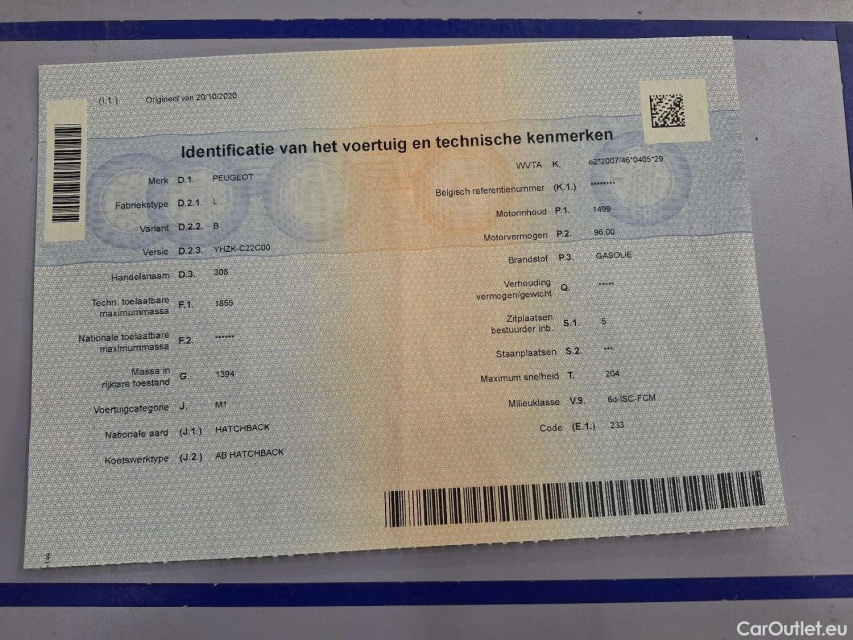 (I.1.) Origineel van 20/10/2020
Identificatie van het voertuig en technische kenmerken
Merk D.1. PEUGEOT
Fabriekstype D.2.1. L
Variant D.2.2. B
Versie D.2.3. YHZK-C22C00
Handelsnaam D.3. 308
Techn. toelaatbare
maximummassa F.1. 1855
Nationale toelaatbare
maximummassa F.2. ******
Massa in
rijklare toestand G 1394
Voertuigcategorie J. M1
Nationale aard (J.1.) HATCHBACK
Koetswerktype (J.2.) AB HATCHBACK
WVTA K. e2*2007/46*0405*29
Belgisch referentienummer (K.1.) ********
Motorinhoud P.1. 1499
Motorvermogen P.2. 96,00
Brandstof P.3. GASOLIE
Verhouding
vermogen/gewicht Q. *****
Zitplaatsen
bestuurder inb. S.1. 5
Staanplaatsen S.2. ***
Maximum snelheid T. 204
Milieuklasse V.9. 6d-ISC-FCM
Code (E.1.) 233
CarOutlet.eu